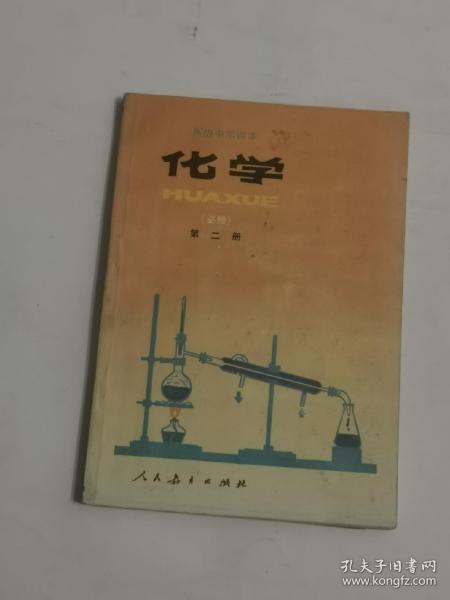 高级中学课本
化学
HUAXUE
(必修)
第二册
人民教育出版社
孔夫子旧书网
www.kongfz.com